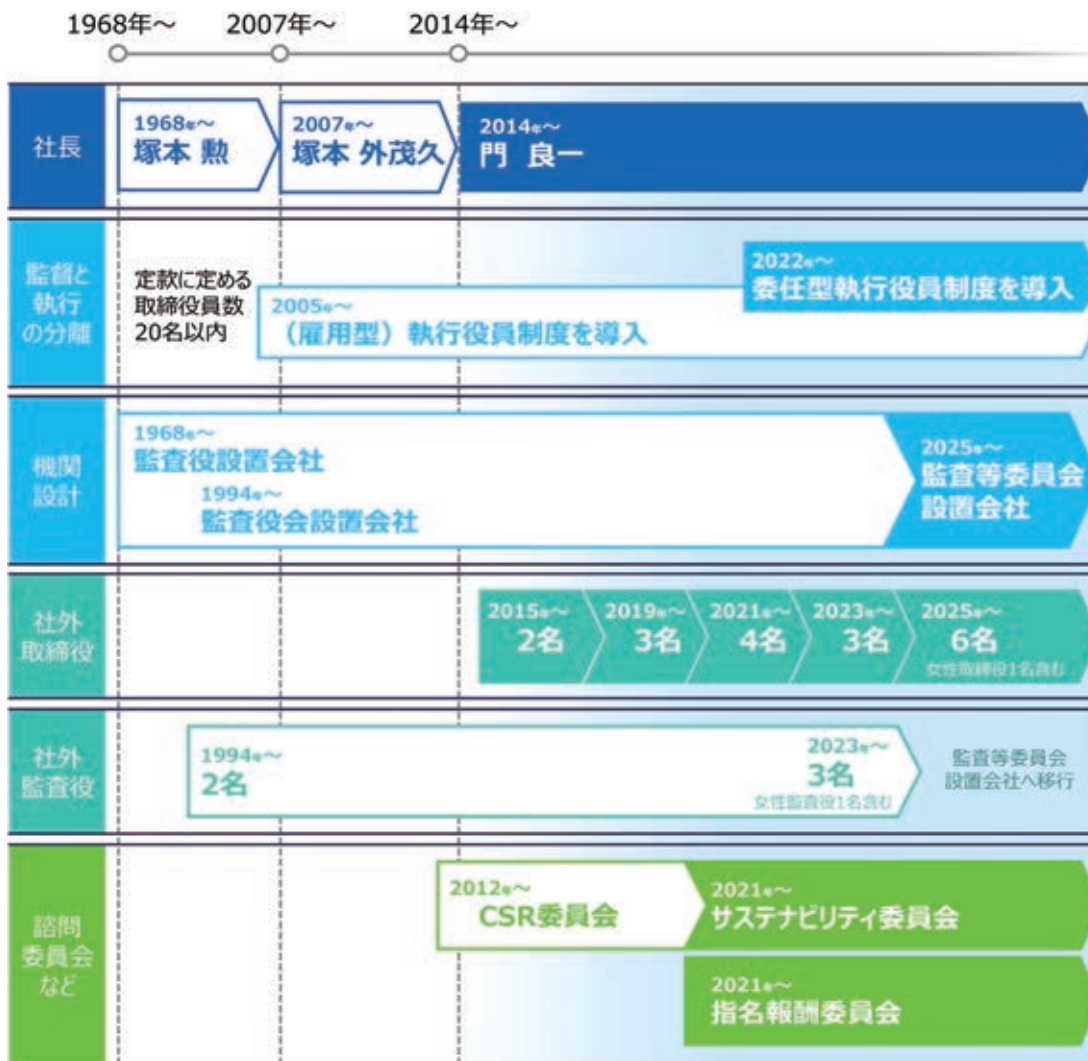 1968年～ 2007年～ 2014年～
社長
1968年～
塚本 勲
2007年～
塚本 外茂久
2014年～
門 良一
監督と
執行
の分離
定款に定める
取締役員数
20名以内
2005年～
（雇用型）執行役員制度を導入
2022年～
委任型執行役員制度を導入
機関
設計
1968年～
監査役設置会社
1994年～
監査役会設置会社
2025年～
監査等委員会
設置会社
社外
取締役
2015年～
2名
2019年～
3名
2021年～
4名
2023年～
3名
2025年～
6名
女性取締役1名含む
社外
監査役
1994年～
2名
2023年～
3名
女性監査役1名含む
監査等委員会
設置会社へ移行
諮問
委員会
など
2012年～
CSR委員会
2021年～
サステナビリティ委員会
2021年～
指名報酬委員会